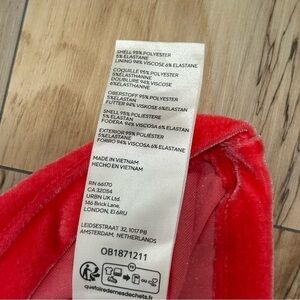 SHELL 95% POLYESTER
5% ELASTANE
LINING 94% VISCOSE 6% ELASTANE
COQUILLE 95% POLYESTER
5% ELASTHANNE
DOUBLURE 94% VISCOSE
6% ELASTHANNE
OBERSTOFF 95% POLYESTER
5% ELASTAN
FUTTER 94% VISKOSE 6% ELASTAN
SHELL 95% POLIESTERE
5% ELASTAN
FODERA 94% VISCOSA 6% ELASTAN
EXTERIOR 95% POLIÉSTER
5% ELASTANO
FORRO 94% VISCOSA 6% ELASTANO
MADE IN VIETNAM
HECHO EN VIETNAM
RN 66170
CA 32054
URBN UK Ltd.
146 Brick Lane,
LONDON, E1 6RU
LEIDSESTRAAT 32, 1017 PB
AMSTERDAM, NETHERLANDS
OB1871211
FR
quefairedemesdechets.fr